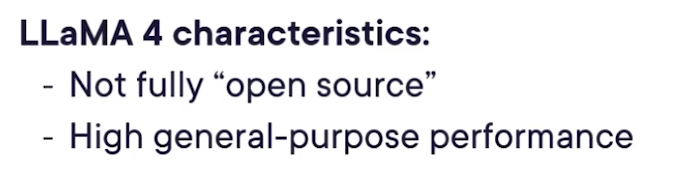 LLaMA 4 characteristics:
- Not fully “open source”
- High general-purpose performance